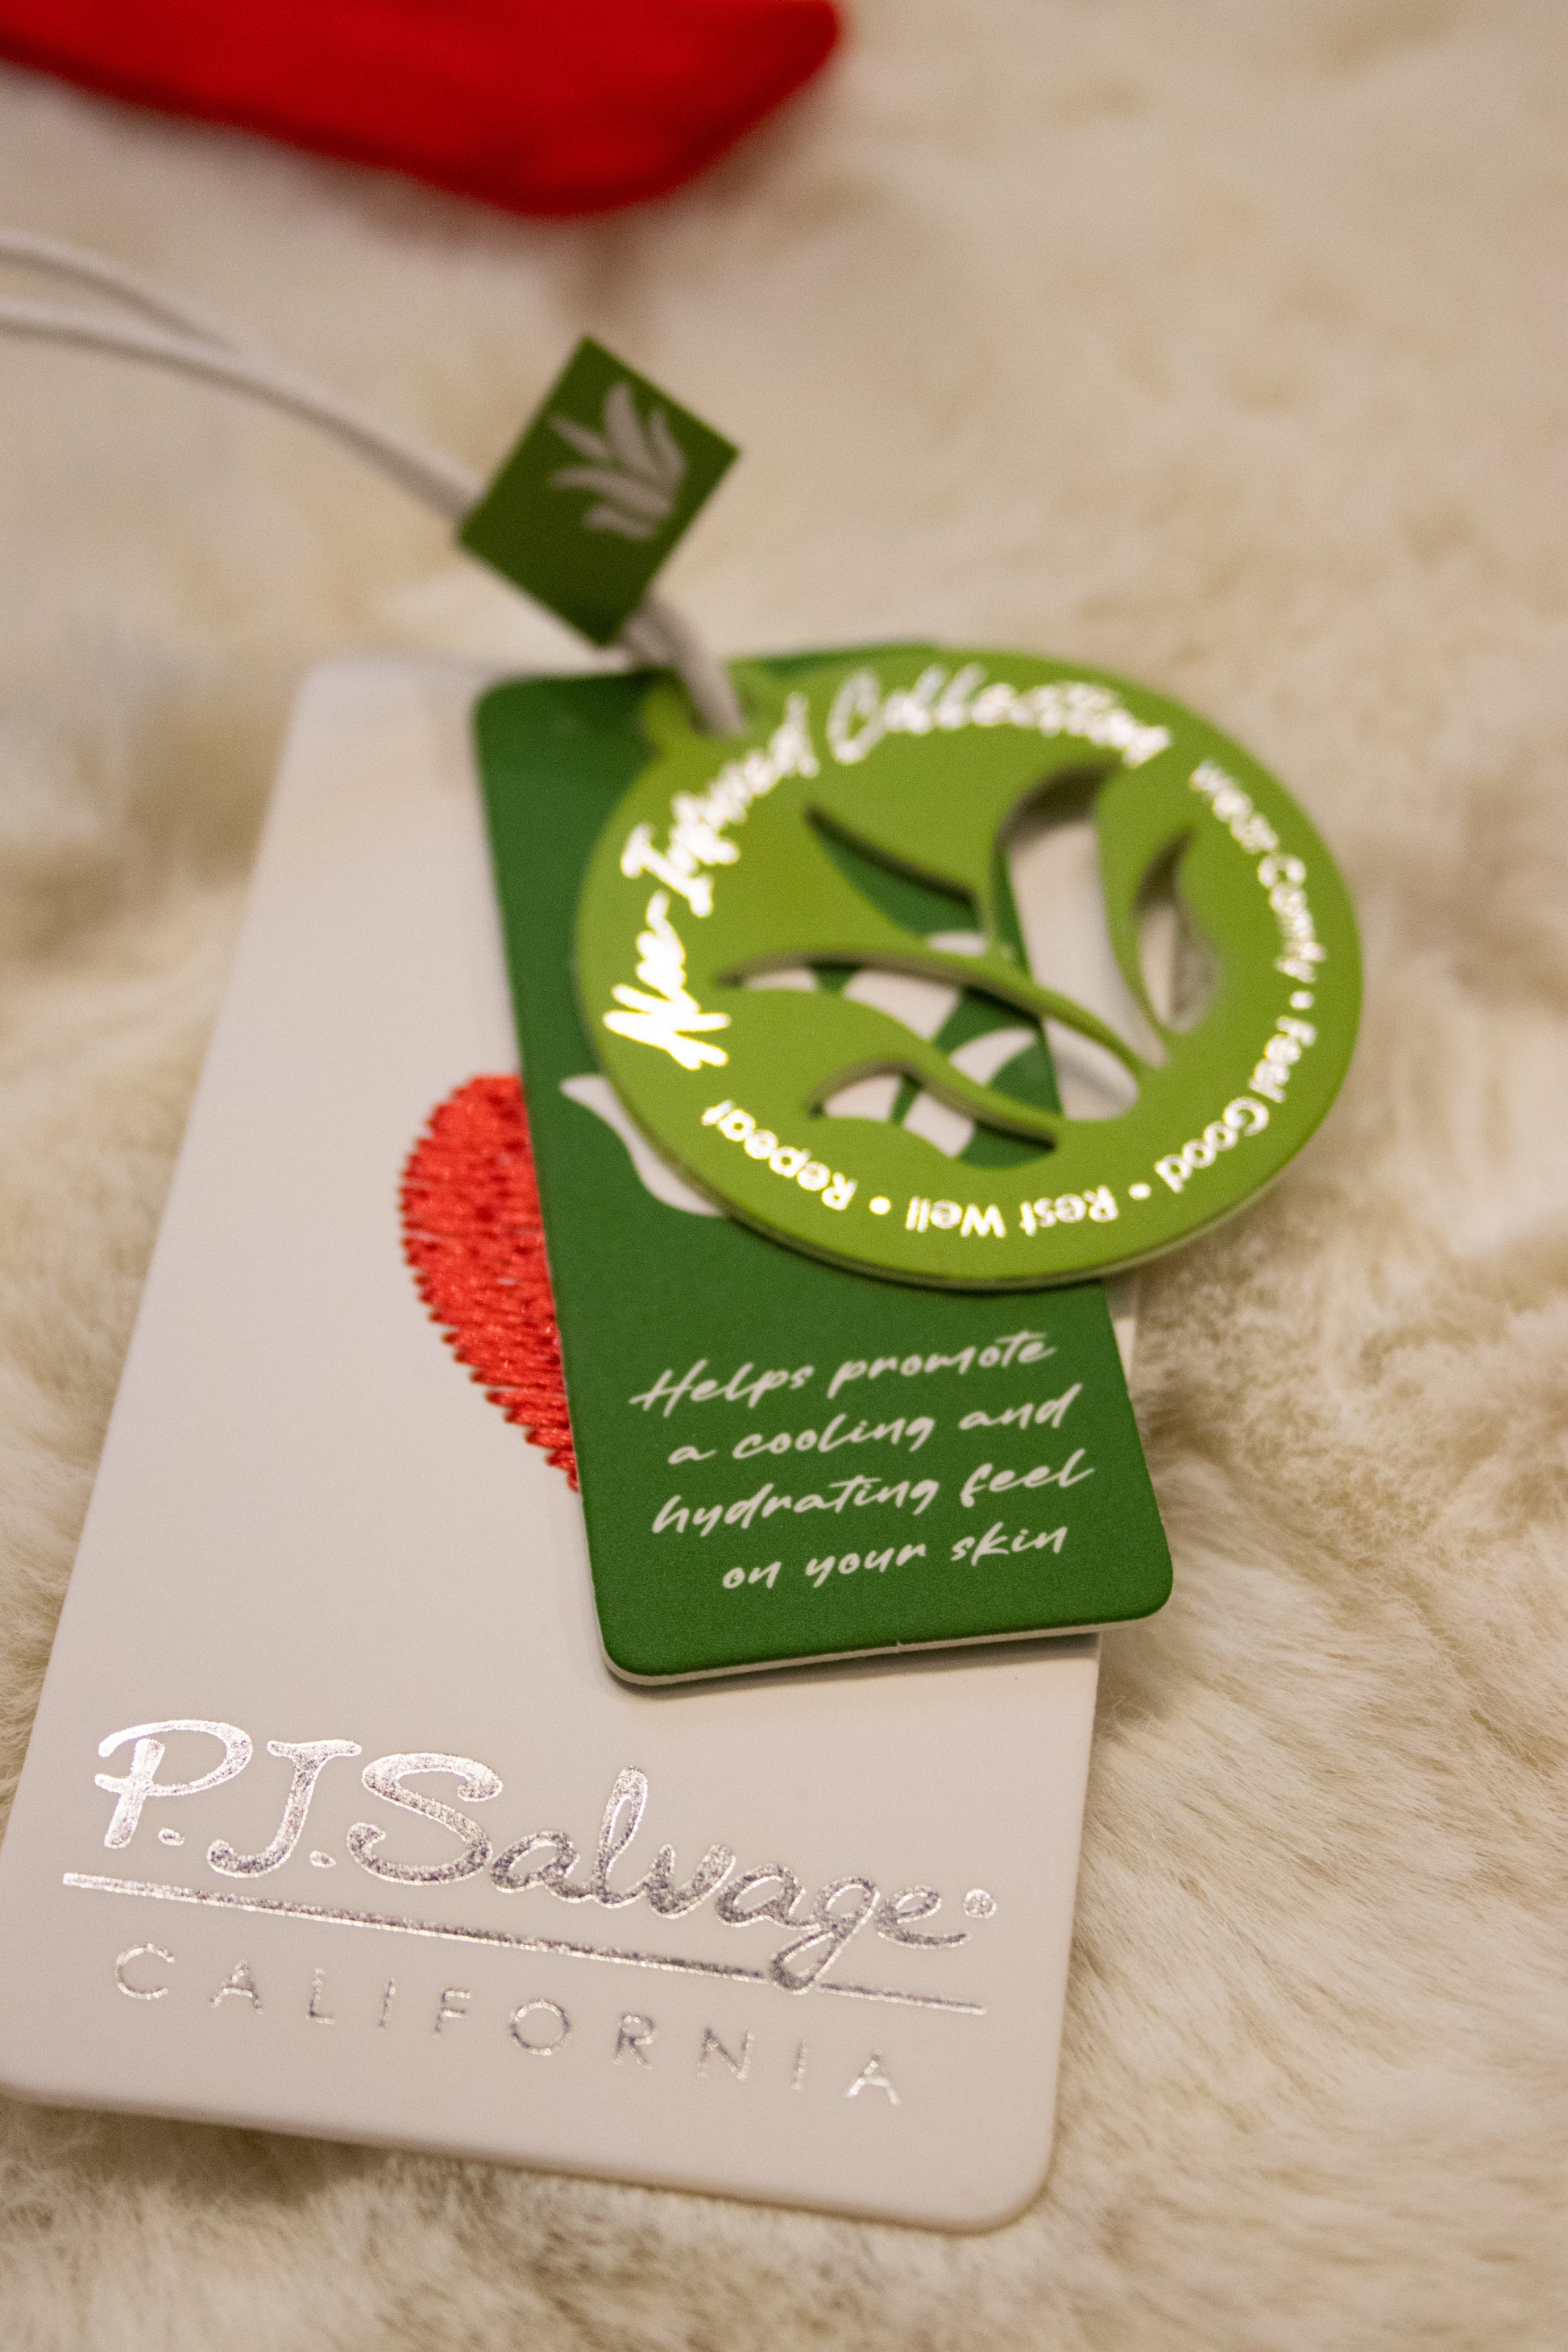 New Infused Collection
Wear Comfy • Feel Good • Rest Well • Repeat
Helps promote
a cooling and
hydrating feel
on your skin
P.J.Salvage®
CALIFORNIA